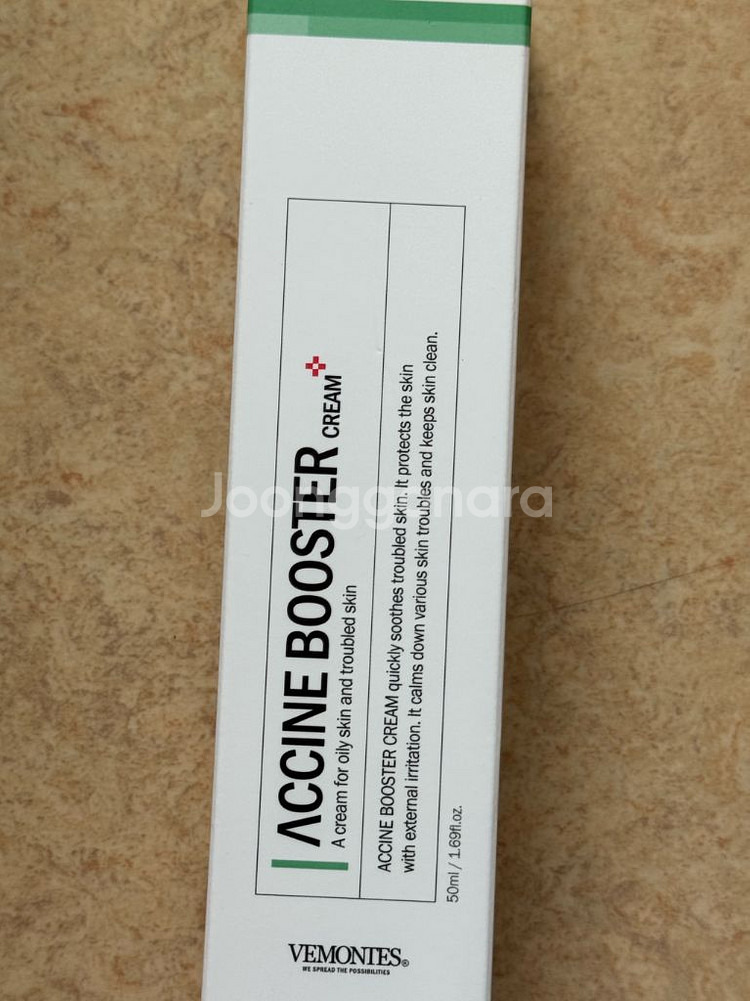 ACCINE BOOSTER CREAM
A cream for oily skin and troubled skin
ACCINE BOOSTER CREAM quickly soothes troubled skin. It protects the skin
with external irritation. It calms down various skin troubles and keeps skin clean.
50ml / 1.69fl.oz.
VEMONTES®
WE SPREAD THE POSSIBILITIES
Joonggonara